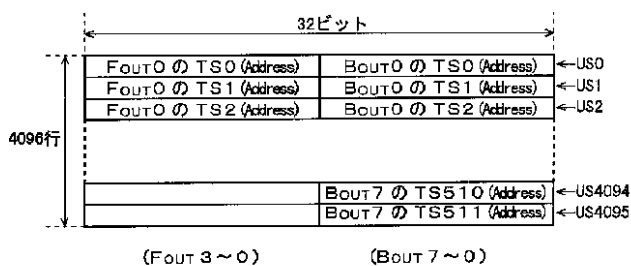 32ビット
FOUT0 の TS0 (Address) BOUT0 の TS0 (Address) ←US0
FOUT0 の TS1 (Address) BOUT0 の TS1 (Address) ←US1
FOUT0 の TS2 (Address) BOUT0 の TS2 (Address) ←US2
4096行
BOUT7 の TS510 (Address) ←US4094
BOUT7 の TS511 (Address) ←US4095
(FOUT 3～0) (BOUT 7～0)